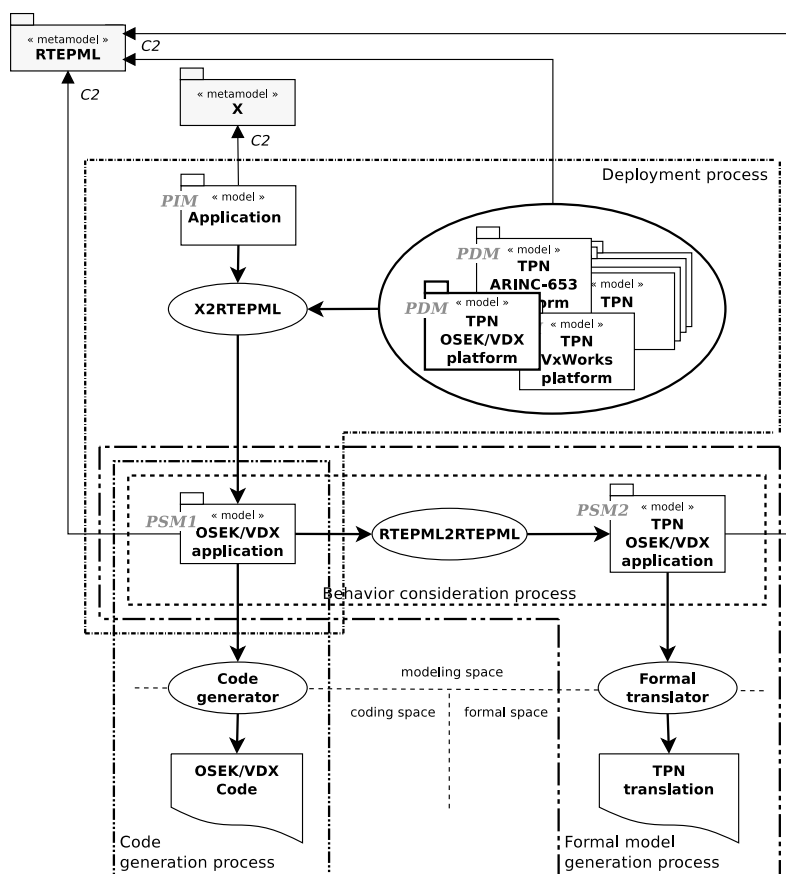 « metamodel »
RTEPML
C2
C2
C2
« metamodel »
X
C2
Deployment process
PIM
« model »
Application
X2RTEPML
PDM
« model »
TPN
ARINC-653
« model »
TPN
PDM
« model »
TPN
OSEK/VDX
platform
« model »
TPN
VxWorks
platform
PSM1
« model »
OSEK/VDX
application
RTEPML2RTEPML
PSM2
« model »
TPN
OSEK/VDX
application
Behavior consideration process
Code
generator
modeling space
Formal
translator
coding space
formal space
OSEK/VDX
Code
TPN
translation
Code
generation process
Formal model
generation process